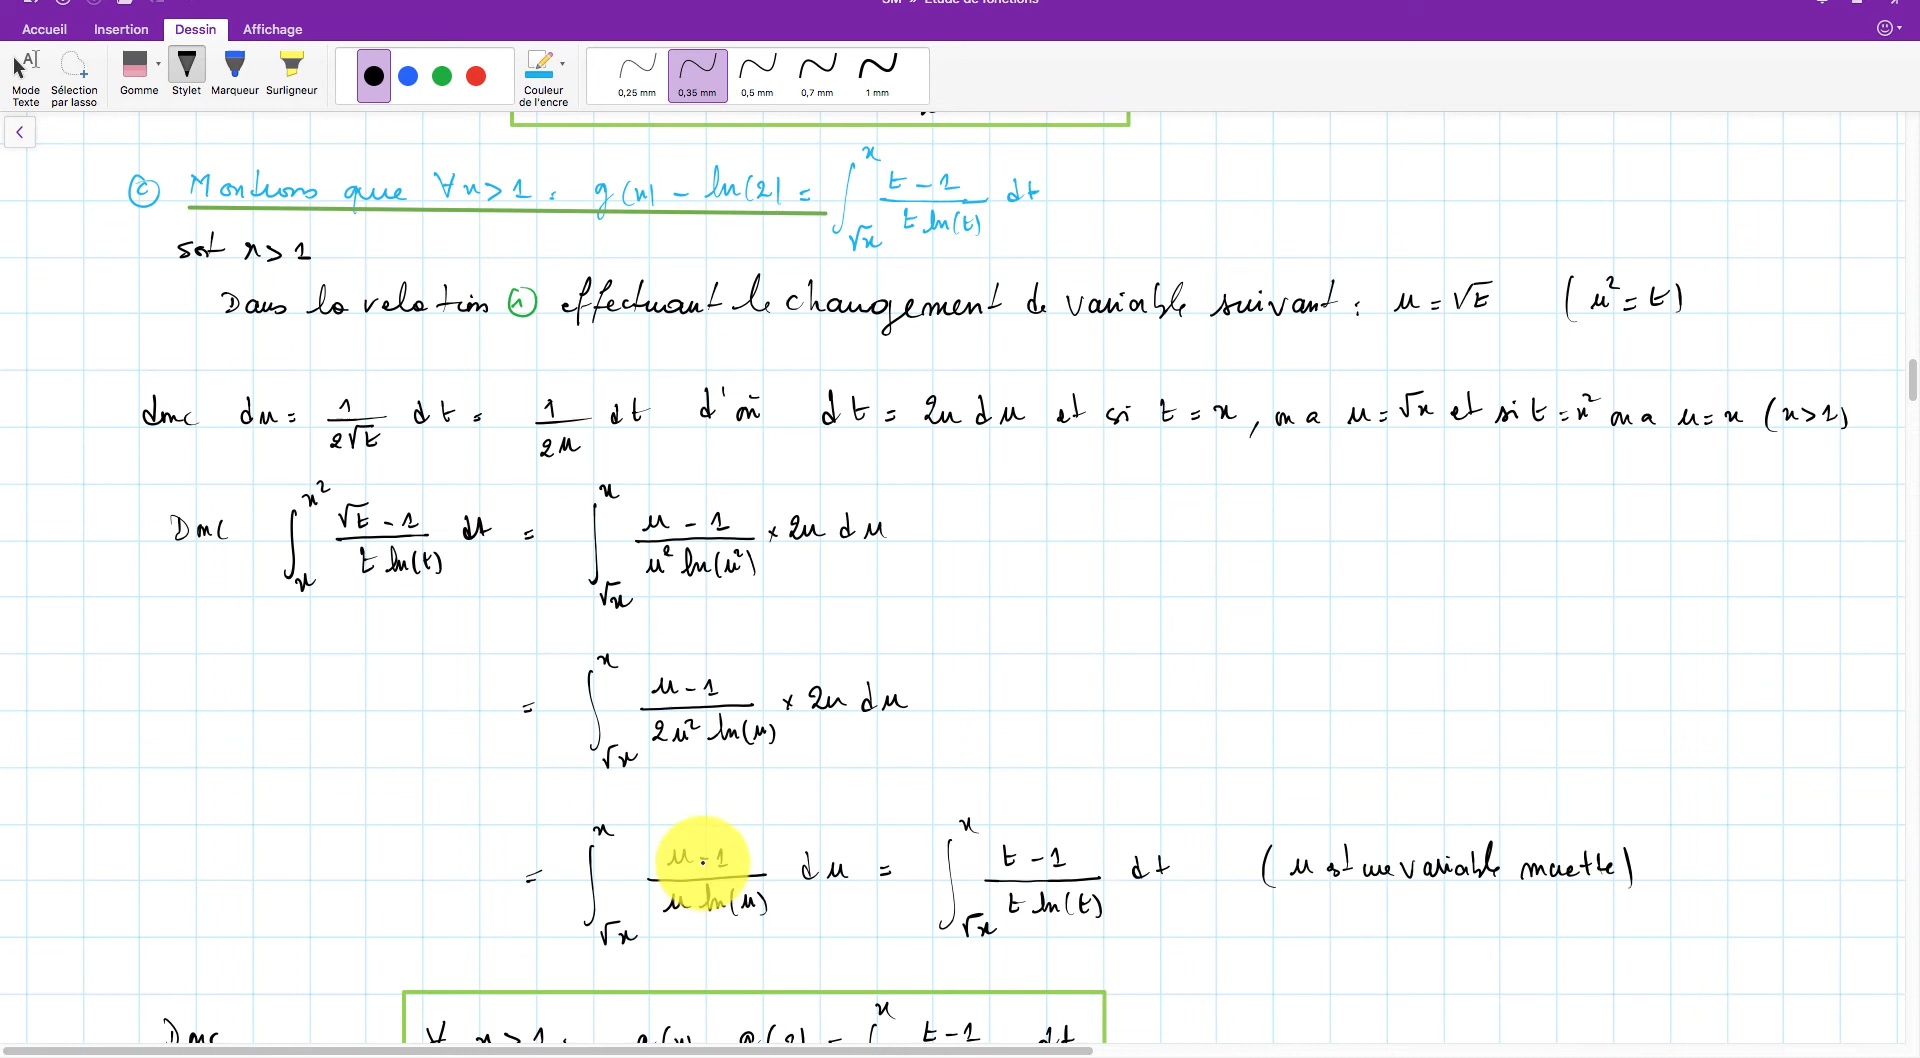 SM » Etude de fonctions
Accueil Insertion Dessin Affichage
Mode Texte Sélection par lasso Gomme Stylet Marqueur Surligneur Couleur de l'encre 0,25 mm 0,35 mm 0,5 mm 0,7 mm 1 mm
(c) Montrons que ∀x>1 : g(x) - ln(2) = ∫_{√x}^{x} (t-1)/(t ln(t)) dt
soit x>1
Dans la relation (1) effectuant le changement de variable suivant : u = √t (u² = t)
donc du = 1/(2√t) dt = 1/(2u) dt d'où dt = 2u du et si t = x, on a u = √x et si t = x² on a u = x (x>1)
Donc ∫_{x}^{x²} (√t - 1)/(t ln(t)) dt = ∫_{√x}^{x} (u - 1)/(u² ln(u²)) × 2u du
= ∫_{√x}^{x} (u-1)/(2u² ln(u)) × 2u du
= ∫_{√x}^{x} (u-1)/(u ln(u)) du = ∫_{√x}^{x} (t-1)/(t ln(t)) dt (u est une variable muette)
Donc ∀ x>1 :